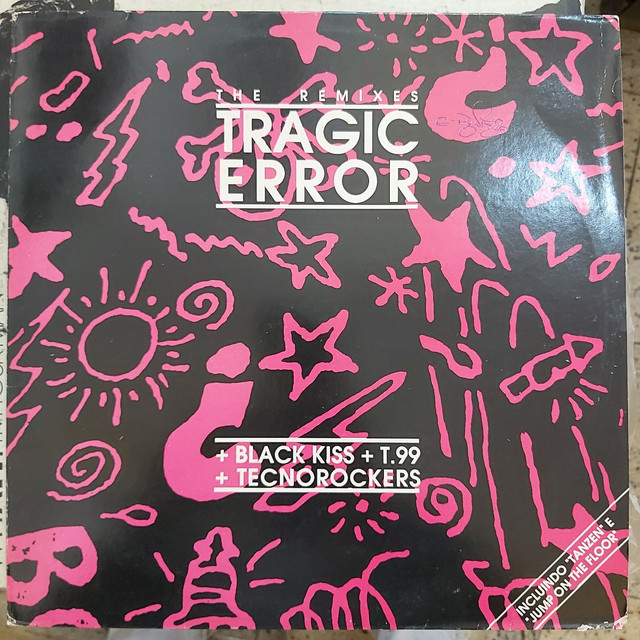 THE REMIXES
TRAGIC
ERROR
+ BLACK KISS + T.99
+ TECNOROCKERS
INCLUINDO "TANZEN" E
"JUMP ON THE FLOOR"